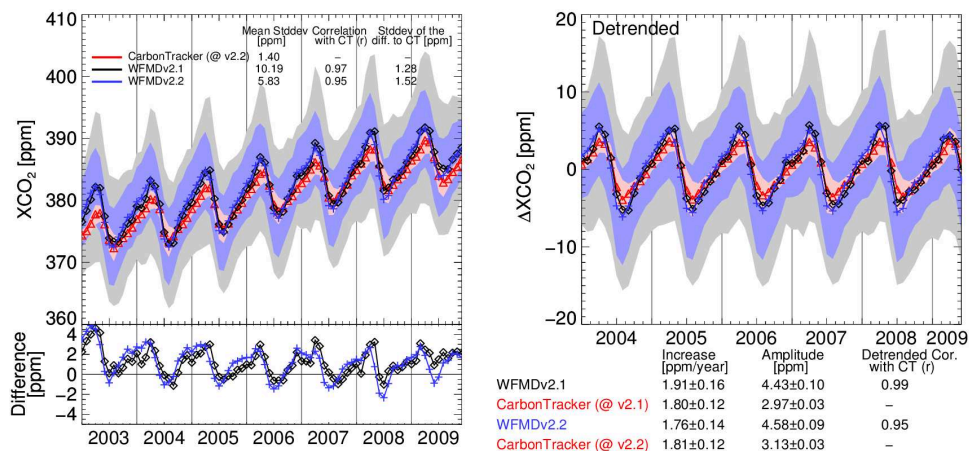 Mean Stddev Correlation Stddev of the
[ppm] with CT (r) diff. to CT [ppm]
CarbonTracker (@ v2.2) 1.40 – –
WFMDv2.1 10.19 0.97 1.28
WFMDv2.2 5.83 0.95 1.52
XCO2 [ppm]
410
400
390
380
370
360
Difference
[ppm]
4
2
0
-2
-4
2003 2004 2005 2006 2007 2008 2009
Detrended
ΔXCO2 [ppm]
20
10
0
-10
-20
2004 2005 2006 2007 2008 2009
Increase Amplitude Detrended Cor.
[ppm/year] [ppm] with CT (r)
WFMDv2.1 1.91±0.16 4.43±0.10 0.99
CarbonTracker (@ v2.1) 1.80±0.12 2.97±0.03 –
WFMDv2.2 1.76±0.14 4.58±0.09 0.95
CarbonTracker (@ v2.2) 1.81±0.12 3.13±0.03 –